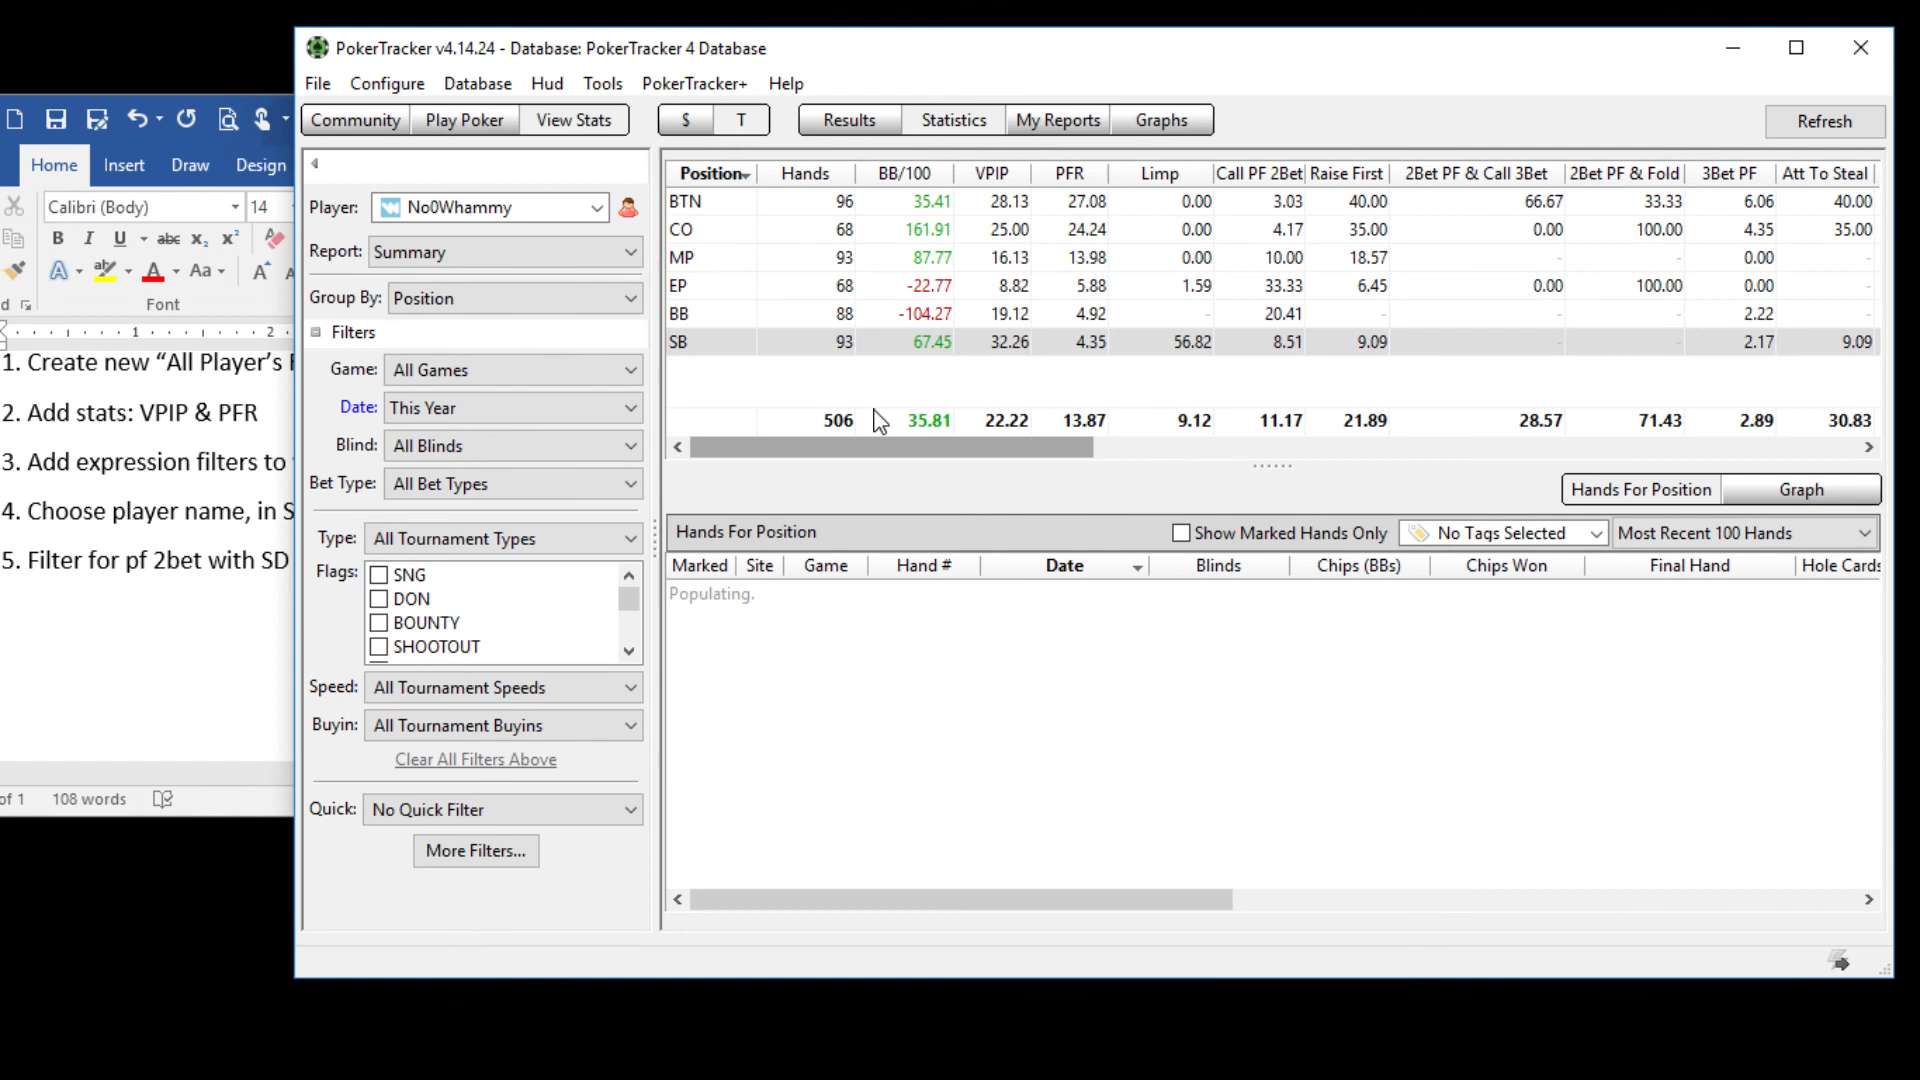 PokerTracker v4.14.24 - Database: PokerTracker 4 Database
File Configure Database Hud Tools PokerTracker+ Help
Community Play Poker View Stats $ T Results Statistics My Reports Graphs Refresh
Home Insert Draw Design
Calibri (Body) 14
B I U abc x₂ x²
A aby A Aa A
Font
1 2
1. Create new “All Player’s
2. Add stats: VPIP & PFR
3. Add expression filters to
4. Choose player name, in S
5. Filter for pf 2bet with SD
of 1 108 words
Player: No0Whammy
Report: Summary
Group By: Position
Filters
Game: All Games
Date: This Year
Blind: All Blinds
Bet Type: All Bet Types
Type: All Tournament Types
Flags: SNG
DON
BOUNTY
SHOOTOUT
Speed: All Tournament Speeds
Buyin: All Tournament Buyins
Clear All Filters Above
Quick: No Quick Filter
More Filters...
Position Hands BB/100 VPIP PFR Limp Call PF 2Bet Raise First 2Bet PF & Call 3Bet 2Bet PF & Fold 3Bet PF Att To Steal
BTN 96 35.41 28.13 27.08 0.00 3.03 40.00 66.67 33.33 6.06 40.00
CO 68 161.91 25.00 24.24 0.00 4.17 35.00 0.00 100.00 4.35 35.00
MP 93 87.77 16.13 13.98 0.00 10.00 18.57 - - 0.00 -
EP 68 -22.77 8.82 5.88 1.59 33.33 6.45 0.00 100.00 0.00 -
BB 88 -104.27 19.12 4.92 - 20.41 - - - 2.22 -
SB 93 67.45 32.26 4.35 56.82 8.51 9.09 - - 2.17 9.09
506 35.81 22.22 13.87 9.12 11.17 21.89 28.57 71.43 2.89 30.83
Hands For Position Graph
Hands For Position Show Marked Hands Only No Tags Selected Most Recent 100 Hands
Marked Site Game Hand # Date Blinds Chips (BBs) Chips Won Final Hand Hole Cards
Populating.